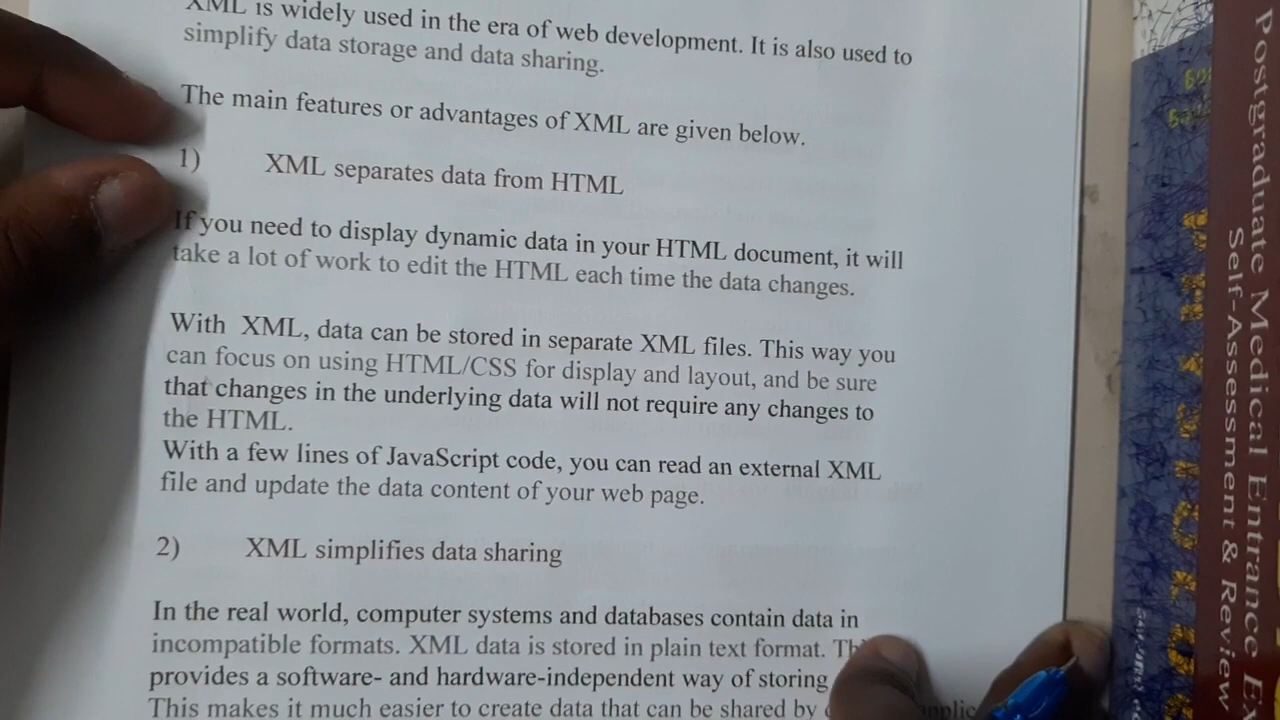 XML is widely used in the era of web development. It is also used to
simplify data storage and data sharing.
The main features or advantages of XML are given below.
1) XML separates data from HTML
If you need to display dynamic data in your HTML document, it will
take a lot of work to edit the HTML each time the data changes.
With XML, data can be stored in separate XML files. This way you
can focus on using HTML/CSS for display and layout, and be sure
that changes in the underlying data will not require any changes to
the HTML.
With a few lines of JavaScript code, you can read an external XML
file and update the data content of your web page.
2) XML simplifies data sharing
In the real world, computer systems and databases contain data in
incompatible formats. XML data is stored in plain text format.
provides a software- and hardware-independent way of storing
This makes it much easier to create data that can be shared by
Postgraduate Medical Entrance
Self-Assessment & Review